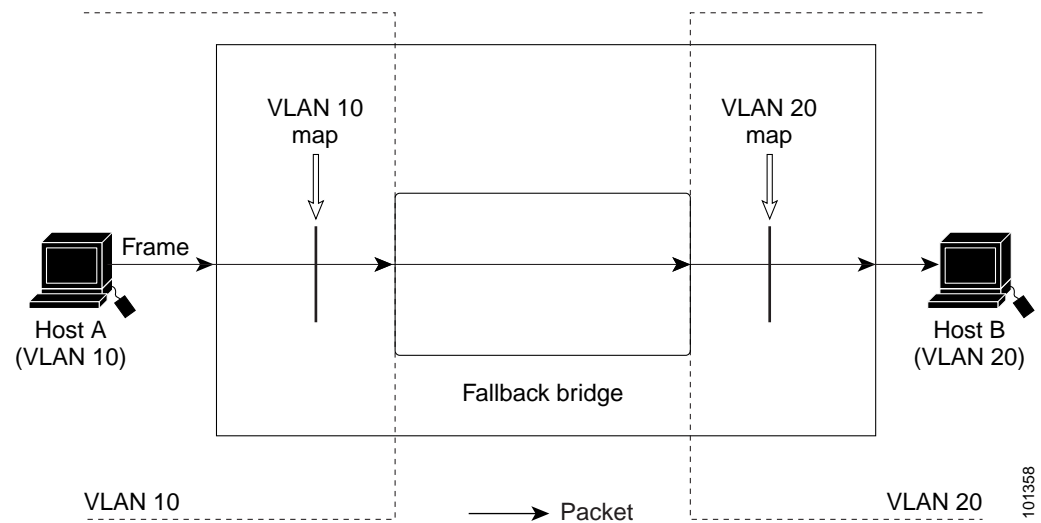 VLAN 10
map
VLAN 20
map
Frame
Host A
(VLAN 10)
Host B
(VLAN 20)
Fallback bridge
VLAN 10
Packet
VLAN 20
101358